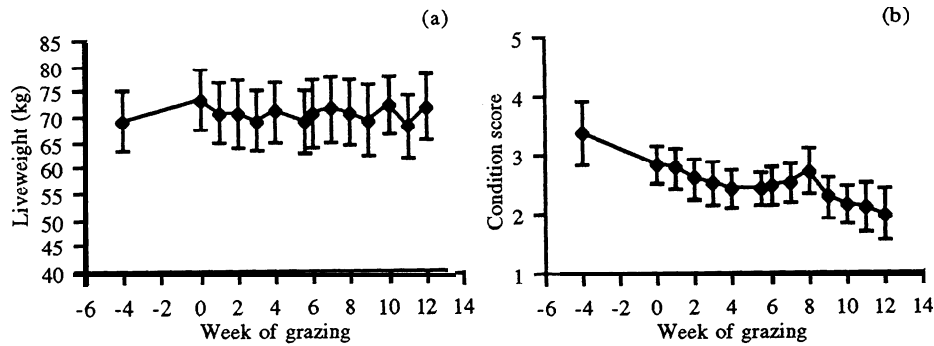 (a)
Liveweight (kg)
85
80
75
70
65
60
55
50
45
40
-6 -4 -2 0 2 4 6 8 10 12 14
Week of grazing
(b)
Condition score
5
4
3
2
1
-6 -4 -2 0 2 4 6 8 10 12 14
Week of grazing